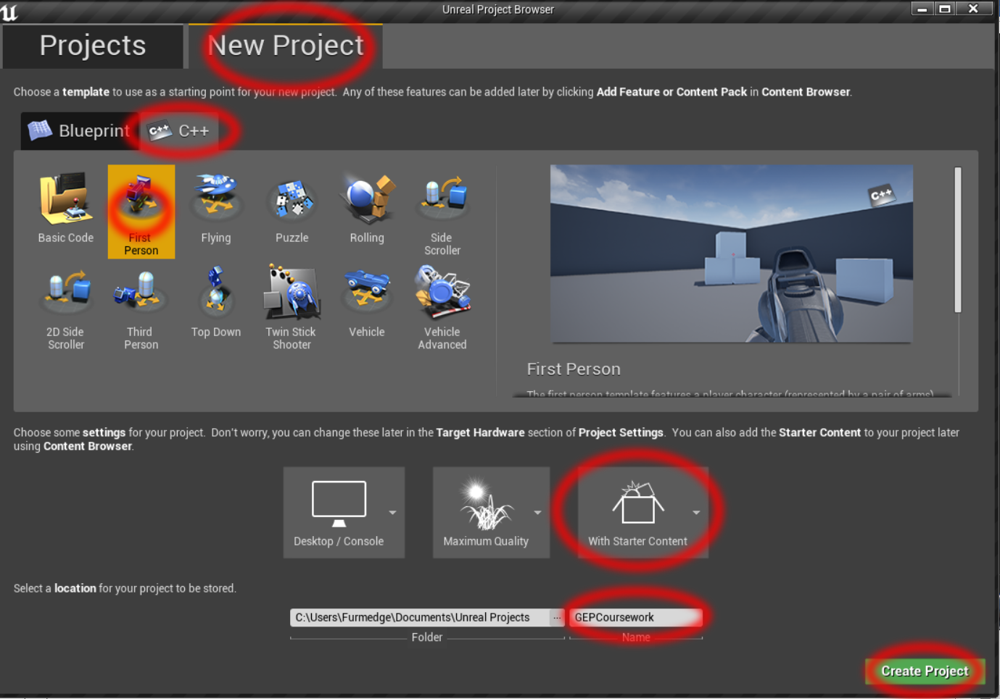 Unreal Project Browser
Projects
New Project
Choose a template to use as a starting point for your new project. Any of these features can be added later by clicking Add Feature or Content Pack in Content Browser.
Blueprint
C++
C++
C++
Basic Code
First
Person
Flying
Puzzle
Rolling
Side
Scroller
2D Side
Scroller
Third
Person
Top Down
Twin Stick
Shooter
Vehicle
Vehicle
Advanced
First Person
The first person template features a player character (represented by a pair of arms)
Choose some settings for your project. Don't worry, you can change these later in the Target Hardware section of Project Settings. You can also add the Starter Content to your project later
using Content Browser.
Desktop / Console
Maximum Quality
With Starter Content
Select a location for your project to be stored.
C:\Users\Furmedge\Documents\Unreal Projects
...
GEPCoursework
Folder
Name
Create Project